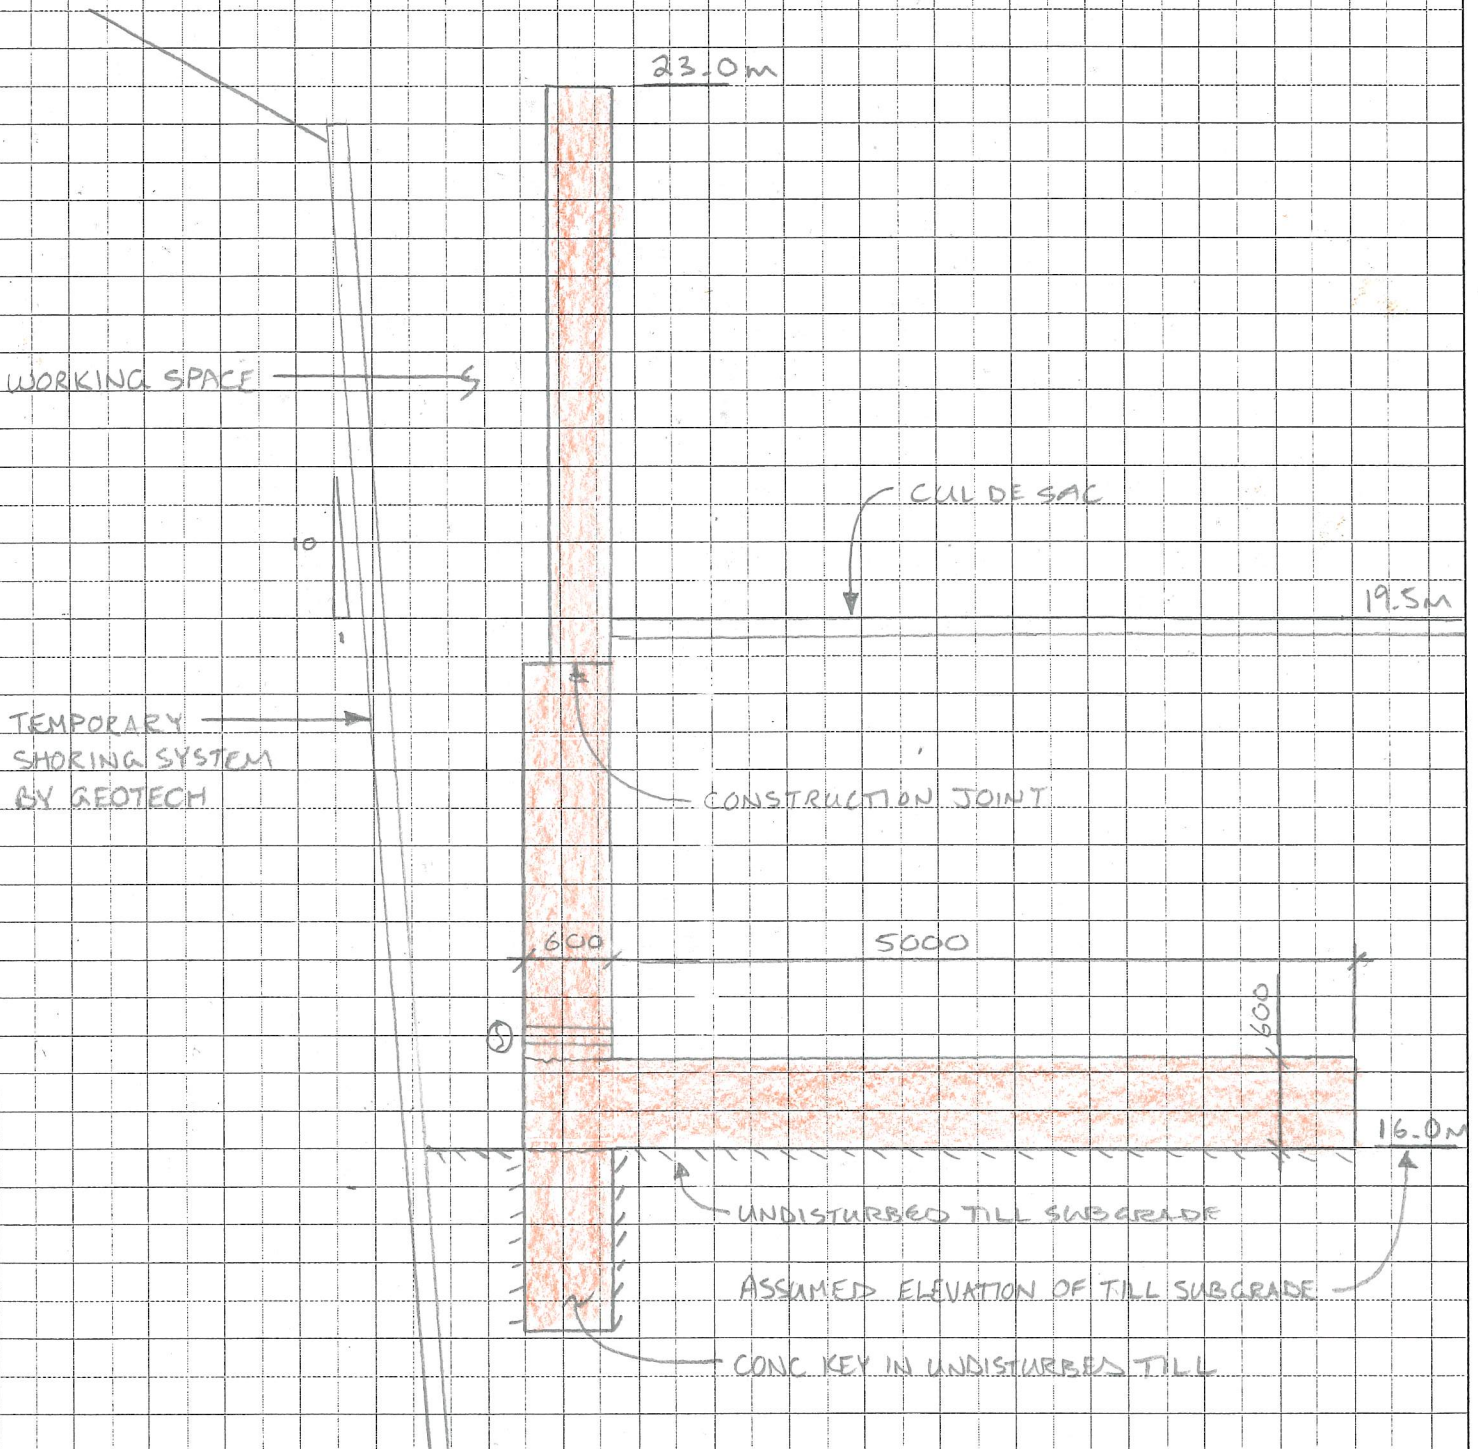 23.0m
WORKING SPACE
CUL DE SAC
10
19.5M
1
TEMPORARY
SHORING SYSTEM
BY GEOTECH
CONSTRUCTION JOINT
600
5000
600
16.0M
UNDISTURBED TILL SUBGRADE
ASSUMED ELEVATION OF TILL SUBGRADE
CONC KEY IN UNDISTURBED TILL